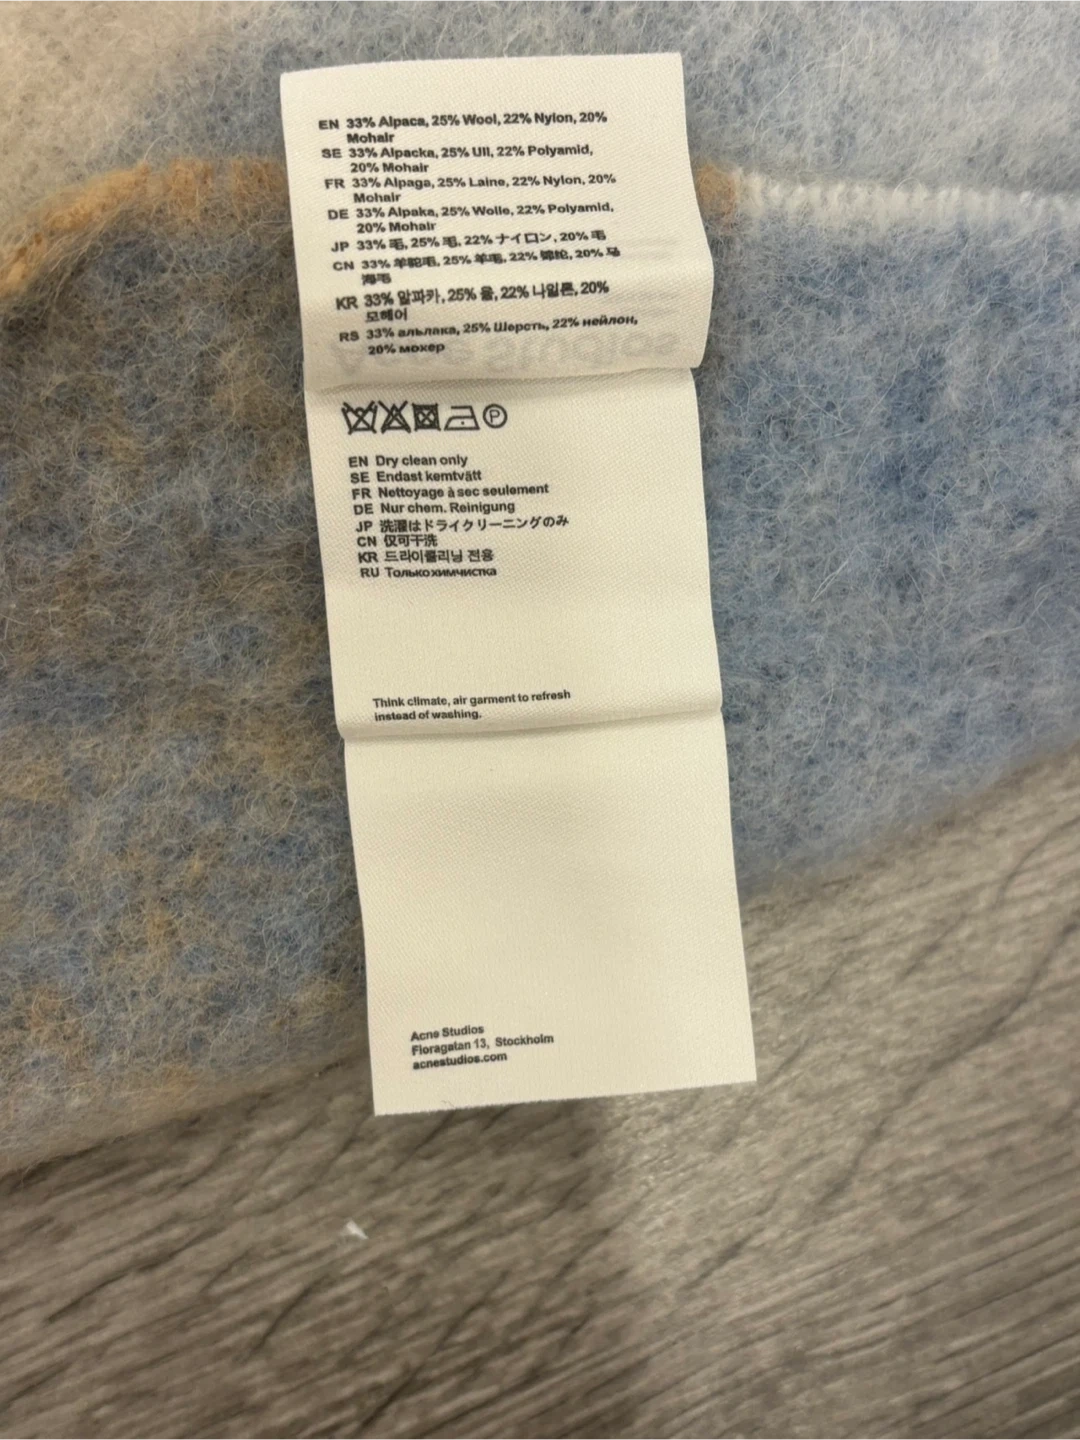 EN 33% Alpaca, 25% Wool, 22% Nylon, 20%
Mohair
SE 33% Alpacka, 25% Ull, 22% Polyamid,
20% Mohair
FR 33% Alpaga, 25% Laine, 22% Nylon, 20%
Mohair
DE 33% Alpaka, 25% Wolle, 22% Polyamid,
20% Mohair
JP 33% 毛, 25% 毛, 22% ナイロン, 20% 毛
CN 33% 羊驼毛, 25% 羊毛, 22% 锦纶, 20% 马
海毛
KR 33% 알파카, 25% 울, 22% 나일론, 20%
모헤어
RS 33% альпака, 25% Шерсть, 22% нейлон,
20% мохер
P
EN Dry clean only
SE Endast kemtvätt
FR Nettoyage à sec seulement
DE Nur chem. Reinigung
JP 洗濯はドライクリーニングのみ
CN 仅可干洗
KR 드라이클리닝 전용
RU Только химчистка
Think climate, air garment to refresh
instead of washing.
Acne Studios
Floragatan 13, Stockholm
acnestudios.com